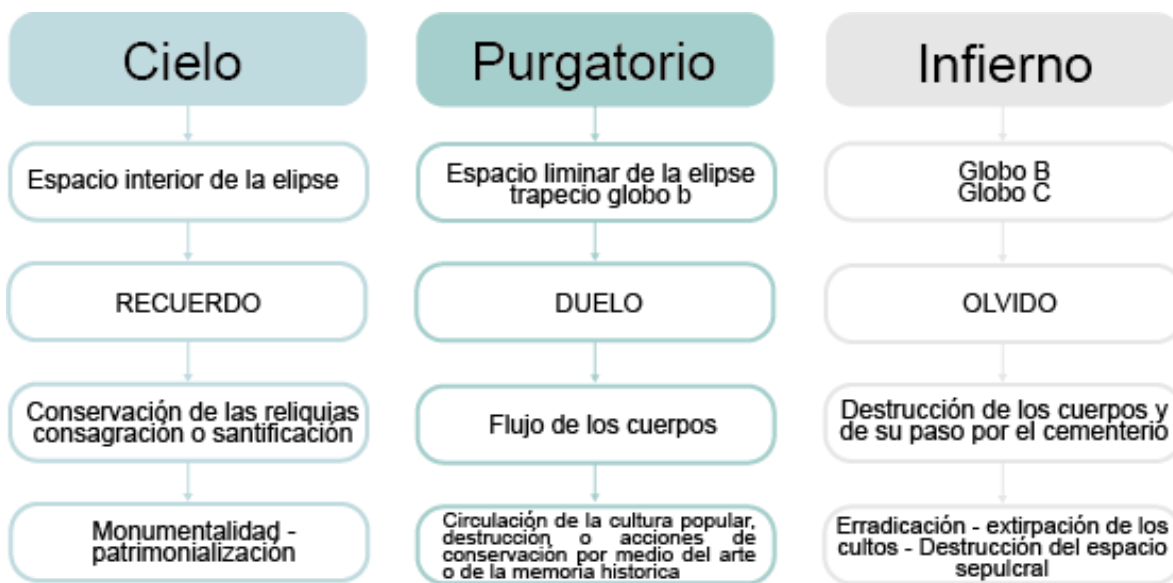 Cielo
Espacio interior de la elipse
RECUERDO
Conservación de las reliquias
consagración o santificación
Monumentalidad -
patrimonialización
Purgatorio
Espacio liminar de la elipse
trapecio globo b
DUELO
Flujo de los cuerpos
Circulación de la cultura popular,
destrucción o acciones de
conservación por medio del arte
o de la memoria historica
Infierno
Globo B
Globo C
OLVIDO
Destrucción de los cuerpos y
de su paso por el cementerio
Erradicación - extirpación de los
cultos - Destrucción del espacio
sepulcral